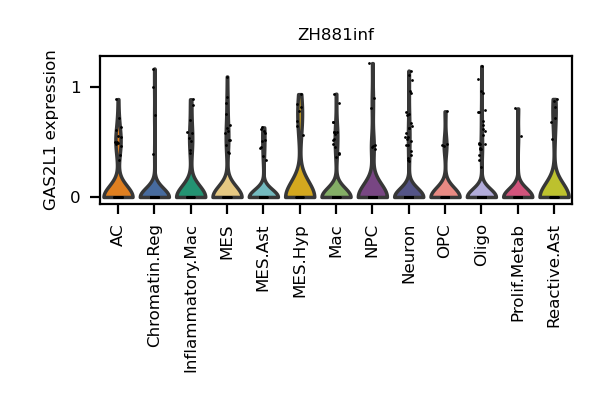 ZH881inf
GAS2L1 expression
1
0
AC
Chromatin.Reg
Inflammatory.Mac
MES
MES.Ast
MES.Hyp
Mac
NPC
Neuron
OPC
Oligo
Prolif.Metab
Reactive.Ast